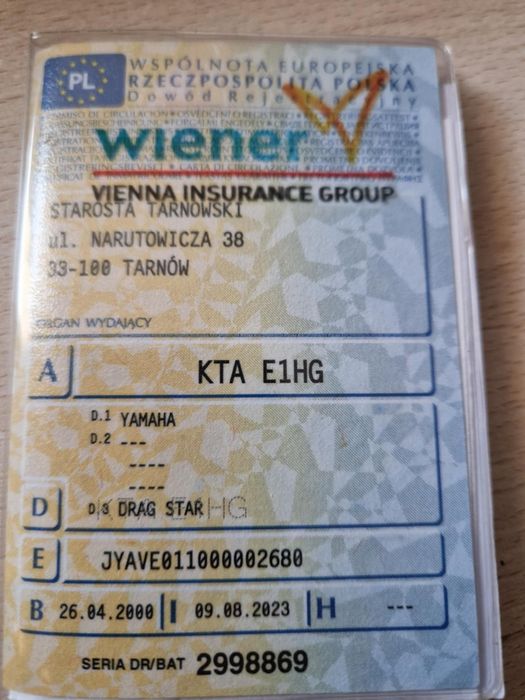 PL
WSPÓLNOTA EUROPEJSKA
RZECZPOSPOLITA POLSKA
Dowód
wiener
VIENNA INSURANCE GROUP
STAROSTA TARNOWSKI
ul. NARUTOWICZA 38
33-100 TARNÓW
ORGAN WYDAJĄCY
A KTA E1HG
D.1 YAMAHA
D.2 ---
----
----
D D.3 DRAG STAR
E JYAVE011000002680
B 26.04.2000 I 09.08.2023 H ---
SERIA DR/BAT 2998869